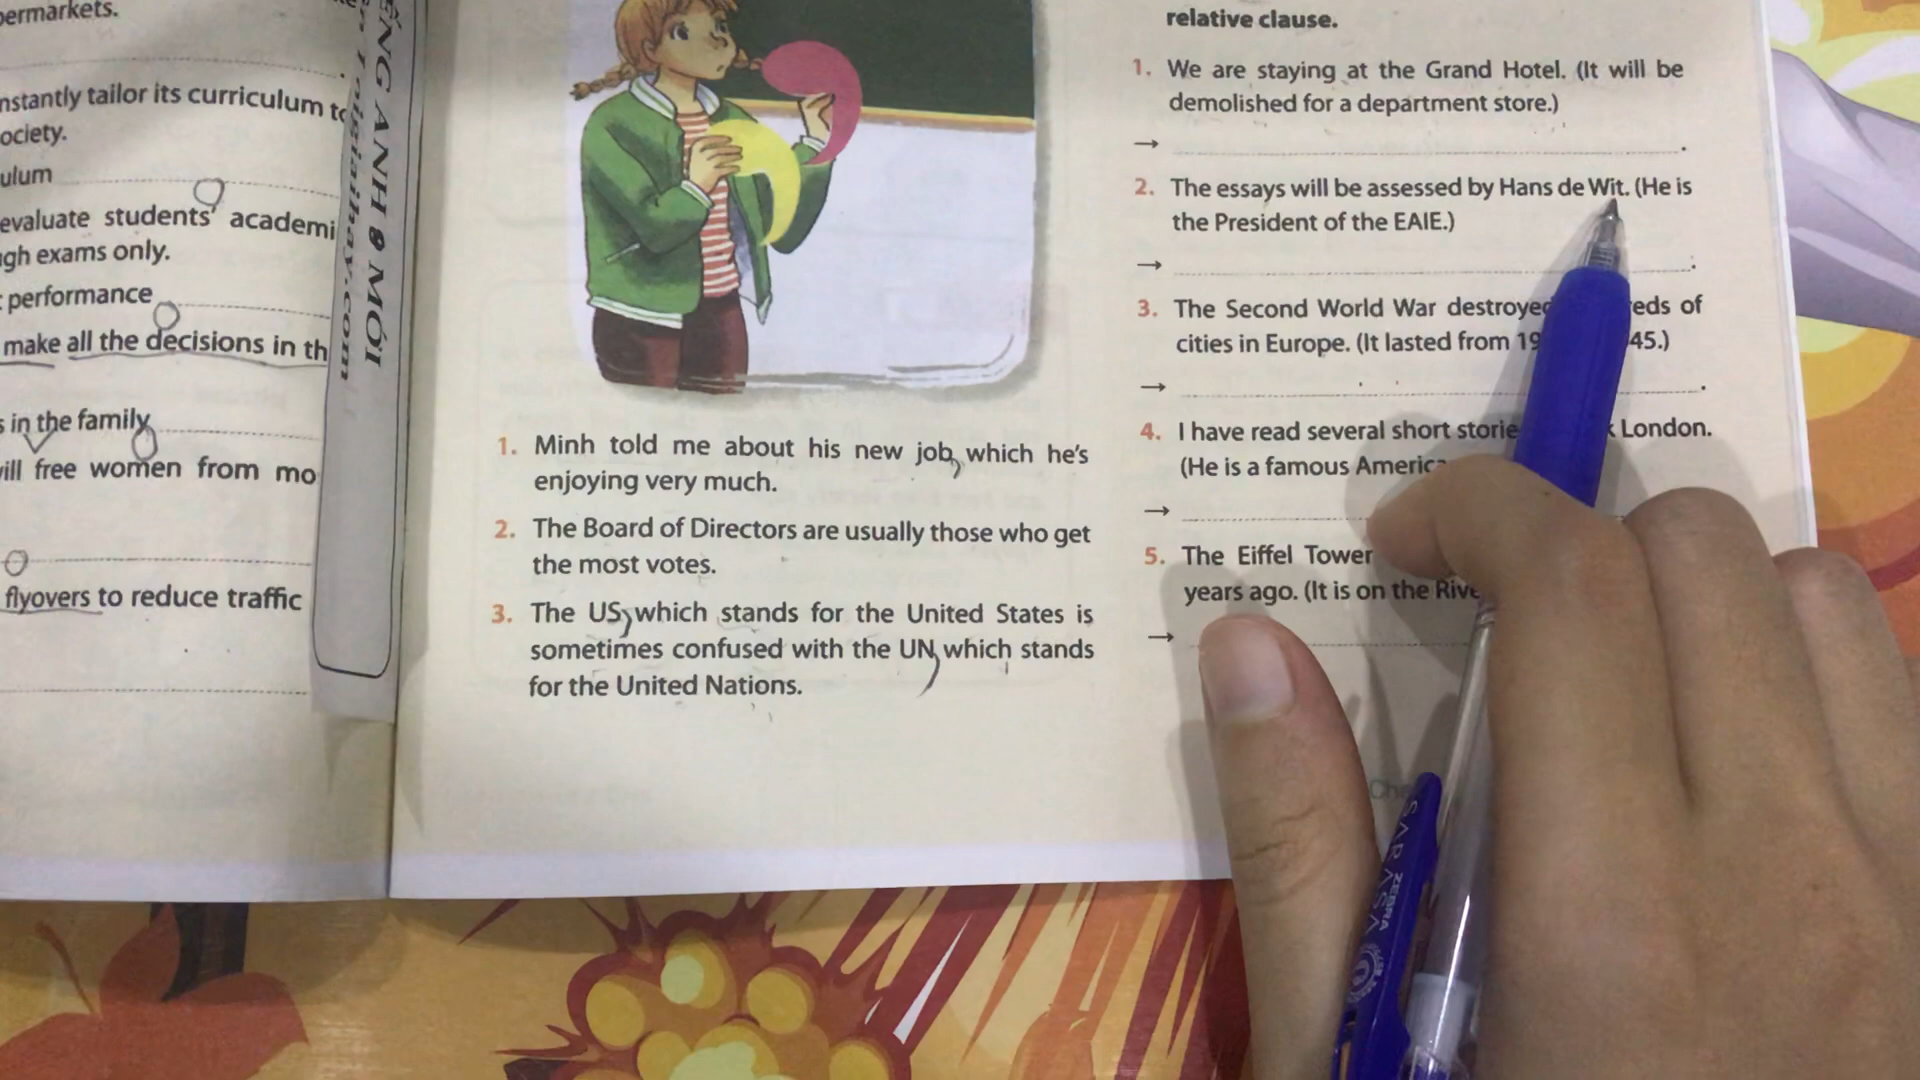 permarkets.
nstantly tailor its curriculum to
ociety.
ulum
evaluate students' academi
gh exams only.
performance
make all the decisions in th
s in the family
ill free women from mo
flyovers to reduce traffic
ẾNG ANH 8 MỚI
loigiaihay.com
1. Minh told me about his new job, which he's
enjoying very much.
2. The Board of Directors are usually those who get
the most votes.
3. The US, which stands for the United States is
sometimes confused with the UN, which stands
for the United Nations.
relative clause.
1. We are staying at the Grand Hotel. (It will be
demolished for a department store.)
→
2. The essays will be assessed by Hans de Wit. (He is
the President of the EAIE.)
→
3. The Second World War destroyed eds of
cities in Europe. (It lasted from 19 45.)
→
4. I have read several short storie London.
(He is a famous America
→
5. The Eiffel Tower
years ago. (It is on the Rive
→
SARASA
ZEBRA